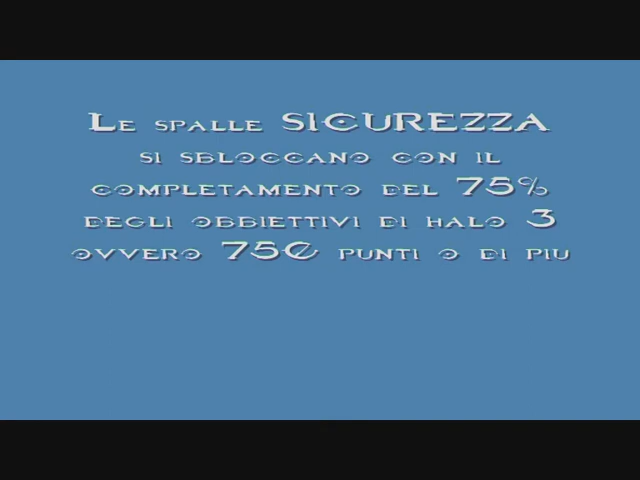 Le spalle SICUREZZA
si sbloccano con il
completamento del 75%
degli obbiettivi di halo 3
ovvero 750 punti o di piu